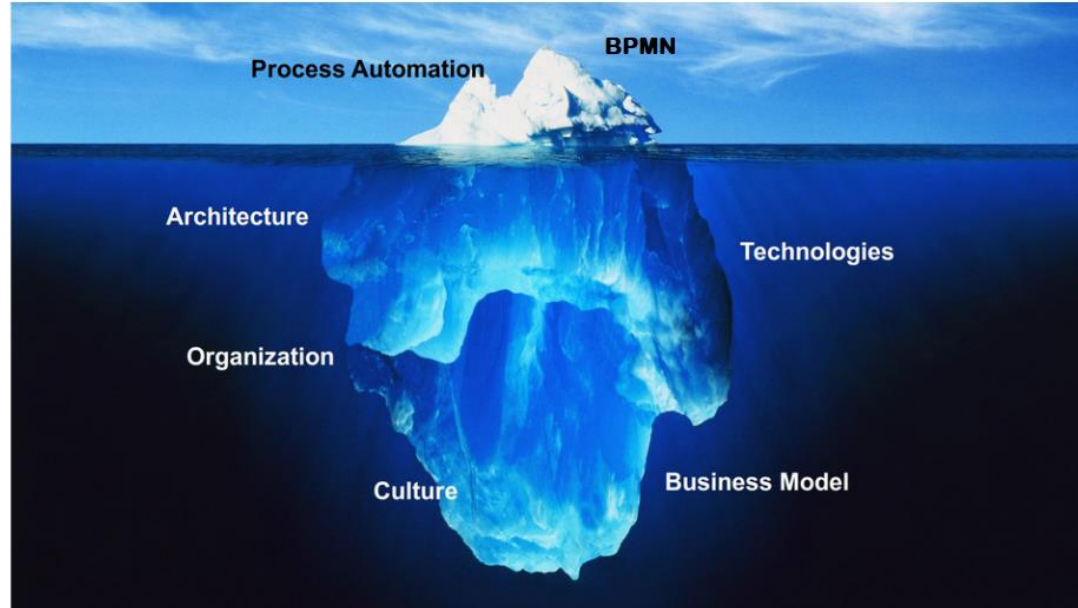 BPMN
Process Automation
Architecture
Technologies
Organization
Business Model
Culture